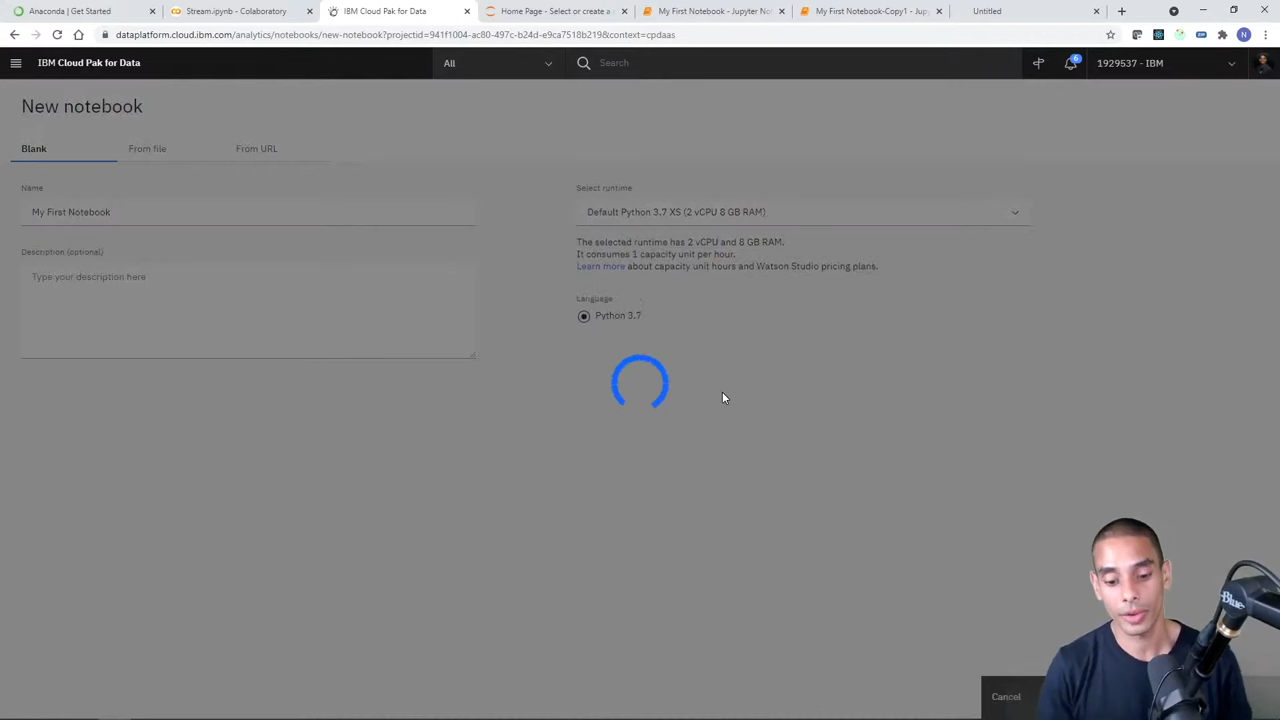 Anaconda | Get Started
Stream.ipynb - Colaboratory
IBM Cloud Pak for Data
Home Page - Select or create a
My First Notebook - Jupyter Not
My First Notebook-Copy1 - Jup
Untitled
dataplatform.cloud.ibm.com/analytics/notebooks/new-notebook?projectid=941f1004-ac80-497c-b24d-e9ca7518b219&context=cpdaas
N
IBM Cloud Pak for Data
All
Search
6
1929537 - IBM
New notebook
Blank
From file
From URL
Name
Select runtime
My First Notebook
Default Python 3.7 XS (2 vCPU 8 GB RAM)
The selected runtime has 2 vCPU and 8 GB RAM.
It consumes 1 capacity unit per hour.
Learn more about capacity unit hours and Watson Studio pricing plans.
Description (optional)
Type your description here
Language
Python 3.7
Blue
Cancel